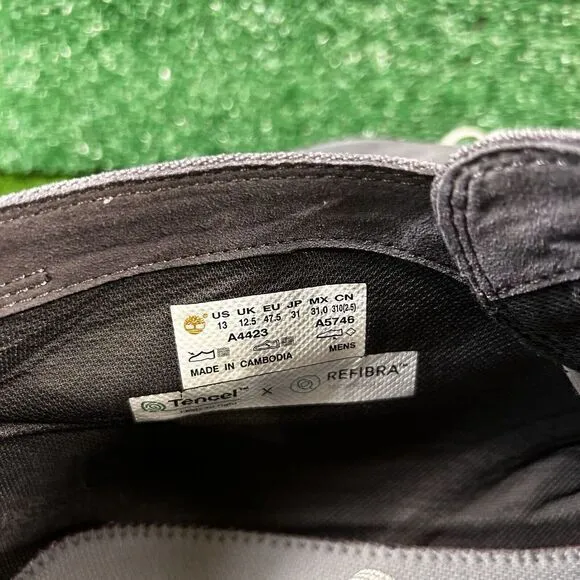 US UK EU JP MX CN
13 12.5 47.5 31 31,0 310(2.5)
A4423 A5746
MADE IN CAMBODIA MENS
Tencel™ x REFIBRA™